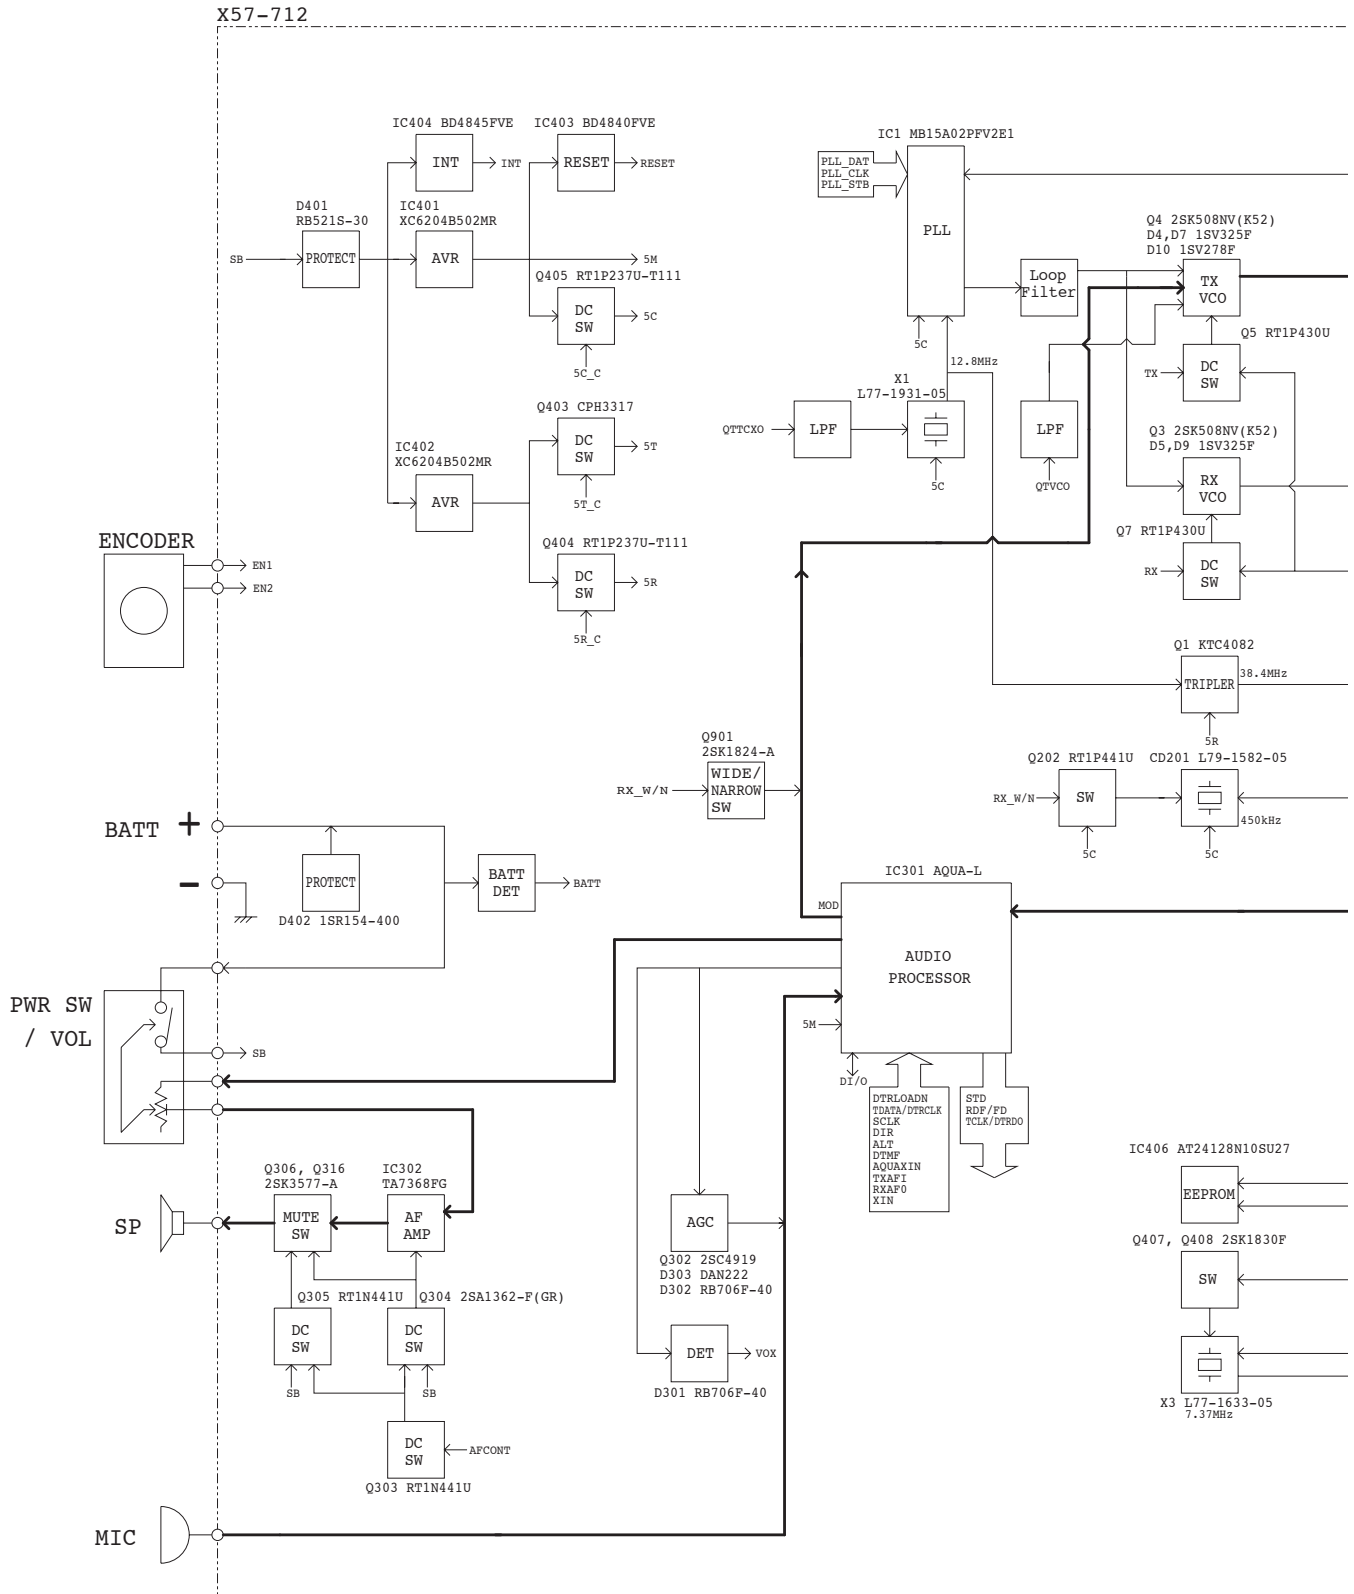 X57-712
IC404 BD4845FVE
INT
INT
IC403 BD4840FVE
RESET
RESET
D401
RB521S-30
SB
PROTECT
IC401
XC6204B502MR
AVR
5M
Q405 RT1P237U-T111
DC
SW
5C
5C_C
Q403 CPH3317
DC
SW
5T
5T_C
IC402
XC6204B502MR
AVR
Q404 RT1P237U-T111
DC
SW
5R
5R_C
ENCODER
EN1
EN2
IC1 MB15A02PFV2E1
PLL_DAT
PLL_CLK
PLL_STB
PLL
5C
12.8MHz
Loop
Filter
Q4 2SK508NV(K52)
D4,D7 1SV325F
D10 1SV278F
TX
VCO
Q5 RT1P430U
TX
DC
SW
X1
L77-1931-05
QTTCXO
LPF
5C
LPF
QTVCO
Q3 2SK508NV(K52)
D5,D9 1SV325F
RX
VCO
Q7 RT1P430U
RX
DC
SW
Q1 KTC4082
TRIPLER
38.4MHz
5R
Q901
2SK1824-A
RX_W/N
WIDE/
NARROW
SW
Q202 RT1P441U
RX_W/N
SW
5C
CD201 L79-1582-05
450kHz
5C
BATT
+
-
PROTECT
D402 1SR154-400
BATT
DET
BATT
IC301 AQUA-L
MOD
AUDIO
PROCESSOR
5M
DI/O
DTRLOADN
TDATA/DTRCLK
SCLK
DIR
ALT
DTMF
AQUAXIN
TXAFI
RXAFO
XIN
STD
RDF/FD
TCLK/DTRDO
PWR SW
/ VOL
SB
SP
Q306, Q316
2SK3577-A
MUTE
SW
IC302
TA7368FG
AF
AMP
Q305 RT1N441U
DC
SW
SB
Q304 2SA1362-F(GR)
DC
SW
SB
DC
SW
AFCONT
Q303 RT1N441U
AGC
Q302 2SC4919
D303 DAN222
D302 RB706F-40
DET
VOX
D301 RB706F-40
IC406 AT24128N10SU27
EEPROM
Q407, Q408 2SK1830F
SW
X3 L77-1633-05
7.37MHz
MIC